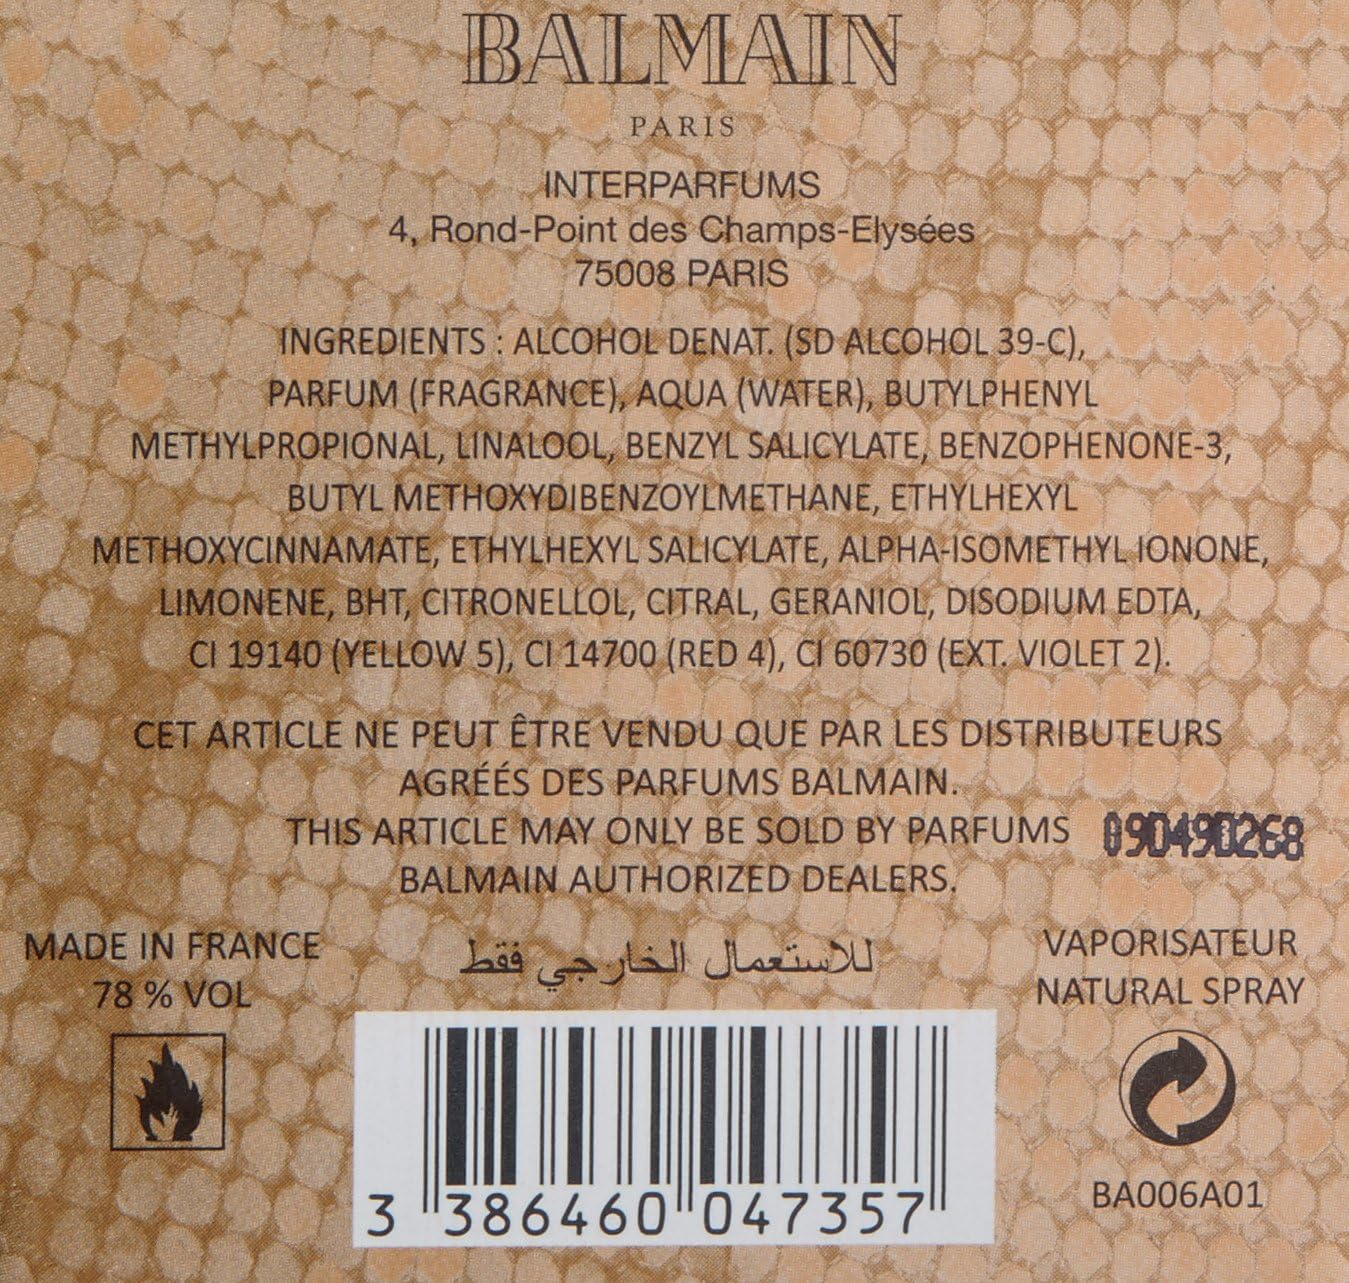 BALMAIN
PARIS
INTERPARFUMS
4, Rond-Point des Champs-Elysées
75008 PARIS
INGREDIENTS : ALCOHOL DENAT. (SD ALCOHOL 39-C),
PARFUM (FRAGRANCE), AQUA (WATER), BUTYLPHENYL
METHYLPROPIONAL, LINALOOL, BENZYL SALICYLATE, BENZOPHENONE-3,
BUTYL METHOXYDIBENZOYLMETHANE, ETHYLHEXYL
METHOXYCINNAMATE, ETHYLHEXYL SALICYLATE, ALPHA-ISOMETHYL IONONE,
LIMONENE, BHT, CITRONELLOL, CITRAL, GERANIOL, DISODIUM EDTA,
CI 19140 (YELLOW 5), CI 14700 (RED 4), CI 60730 (EXT. VIOLET 2).
CET ARTICLE NE PEUT ÊTRE VENDU QUE PAR LES DISTRIBUTEURS
AGRÉÉS DES PARFUMS BALMAIN.
THIS ARTICLE MAY ONLY BE SOLD BY PARFUMS
BALMAIN AUTHORIZED DEALERS.
090490268
MADE IN FRANCE
78 % VOL
للاستعمال الخارجي فقط
VAPORISATEUR
NATURAL SPRAY
3 386460 047357
BA006A01